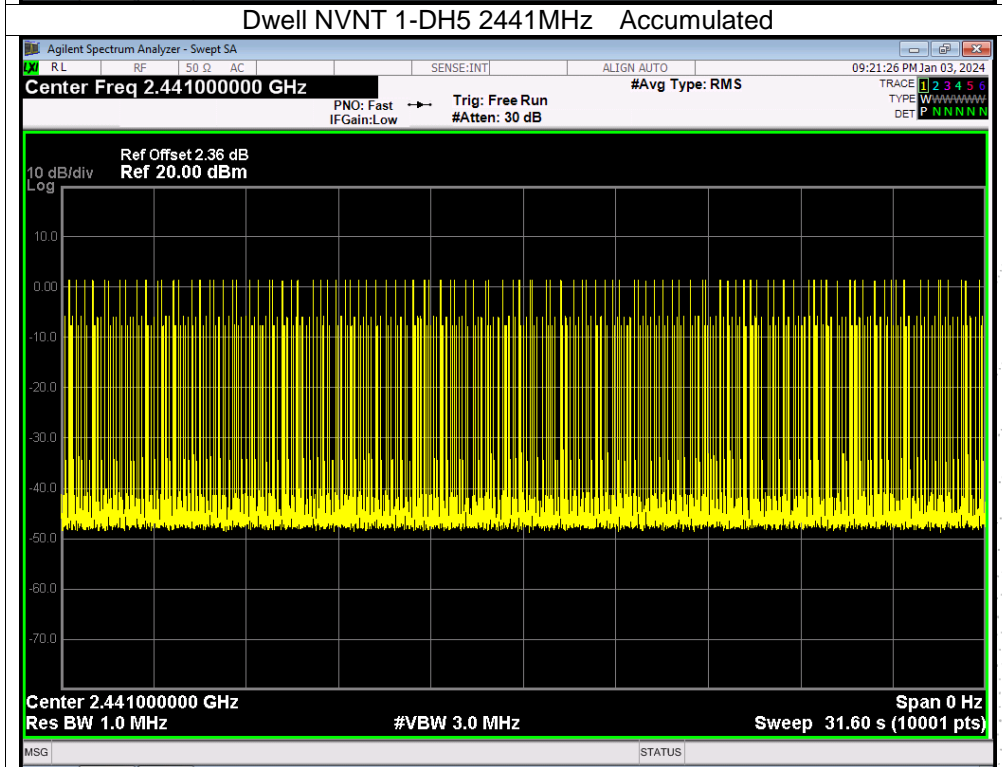 Dwell NVNT 1-DH5 2441MHz Accumulated
Agilent Spectrum Analyzer - Swept SA
LXI RL RF 50 Ω AC SENSE:INT ALIGN AUTO 09:21:26 PM Jan 03, 2024
Center Freq 2.441000000 GHz #Avg Type: RMS TRACE 1 2 3 4 5 6
PNO: Fast Trig: Free Run TYPE WWWWWW
IFGain:Low #Atten: 30 dB DET P N N N N N
Ref Offset 2.36 dB
10 dB/div Ref 20.00 dBm
Log
10.0
0.00
-10.0
-20.0
-30.0
-40.0
-50.0
-60.0
-70.0
Center 2.441000000 GHz Span 0 Hz
Res BW 1.0 MHz #VBW 3.0 MHz Sweep 31.60 s (10001 pts)
MSG STATUS